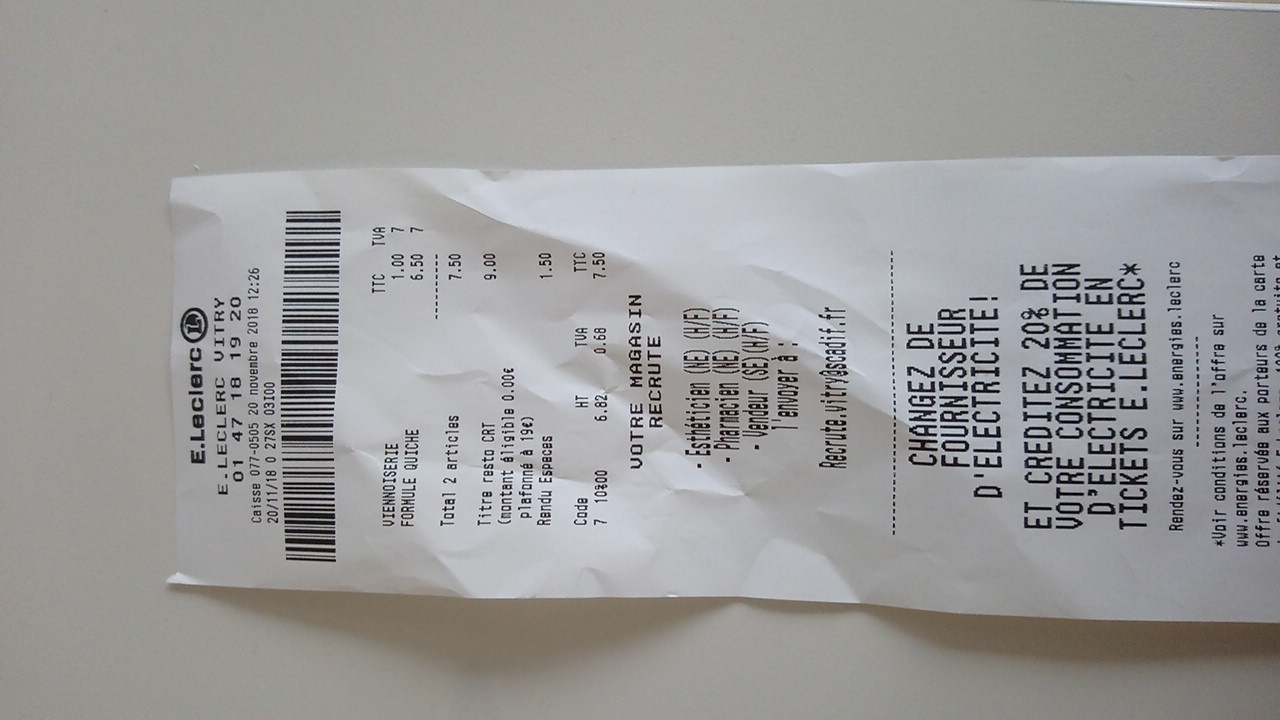 E.Leclerc L
E.LECLERC VITRY
01 47 18 19 20
Caisse 077-0505 20 novembre 2018 12:26
20/11/18 0 27SX 03I00
TTC TVA
VIENNOISERIE 1.00 7
FORMULE QUICHE 6.50 7
--------
Total 2 articles 7.50
Titre resto CRT 9.00
(montant éligible 0.00€
plafonné à 19€)
Rendu Especes 1.50
Code HT TVA TTC
7 10%00 6.82 0.68 7.50
VOTRE MAGASIN
RECRUTE
- Esthéticien (NE) (H/F)
- Pharmacien (NE) (H/F)
- Vendeur (SE)(H/F)
l'envoyer à :
Recrute.vitry@scadif.fr
CHANGEZ DE
FOURNISSEUR
D'ELECTRICITE!
ET CREDITEZ 20% DE
VOTRE CONSOMMATION
D'ELECTRICITE EN
TICKETS E.LECLERC*
Rendez-vous sur www.energies.leclerc
*Voir conditions de l'offre sur
www.energies.leclerc.
Offre réservée aux porteurs de la carte